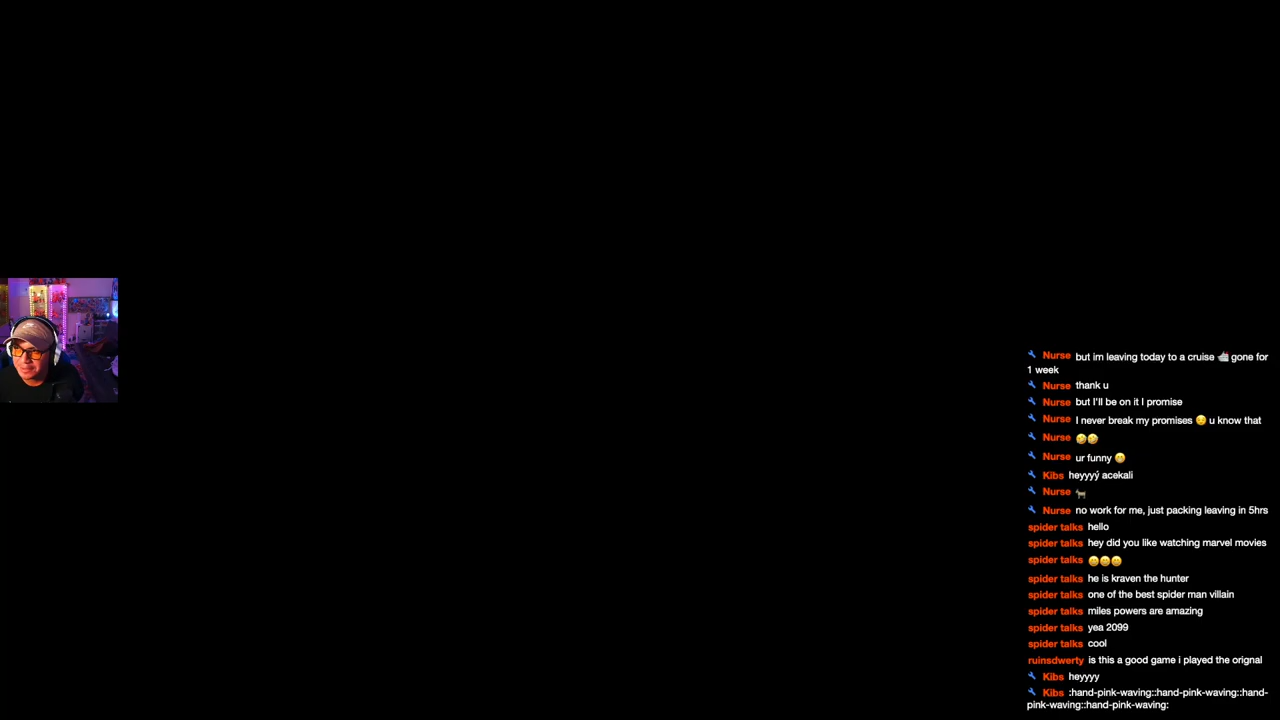 Nurse but im leaving today to a cruise 🛳 gone for
1 week
Nurse thank u
Nurse but I'll be on it I promise
Nurse I never break my promises 😏 u know that
Nurse 🤣🤣
Nurse ur funny 🤭
Kibs heyyyý acekali
Nurse 🐐
Nurse no work for me, just packing leaving in 5hrs
spider talks hello
spider talks hey did you like watching marvel movies
spider talks 😀😀😀
spider talks he is kraven the hunter
spider talks one of the best spider man villain
spider talks miles powers are amazing
spider talks yea 2099
spider talks cool
ruinsdwerty is this a good game i played the orignal
Kibs heyyyy
Kibs :hand-pink-waving::hand-pink-waving::hand-
pink-waving::hand-pink-waving: